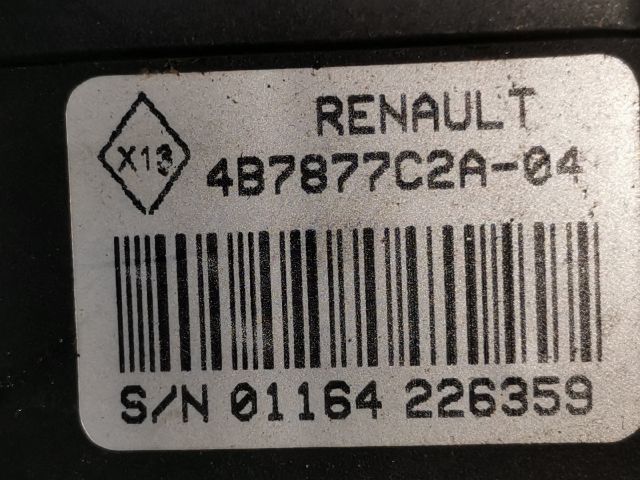 RENAULT
X13
4B7877C2A-04
S/N 01164 226359